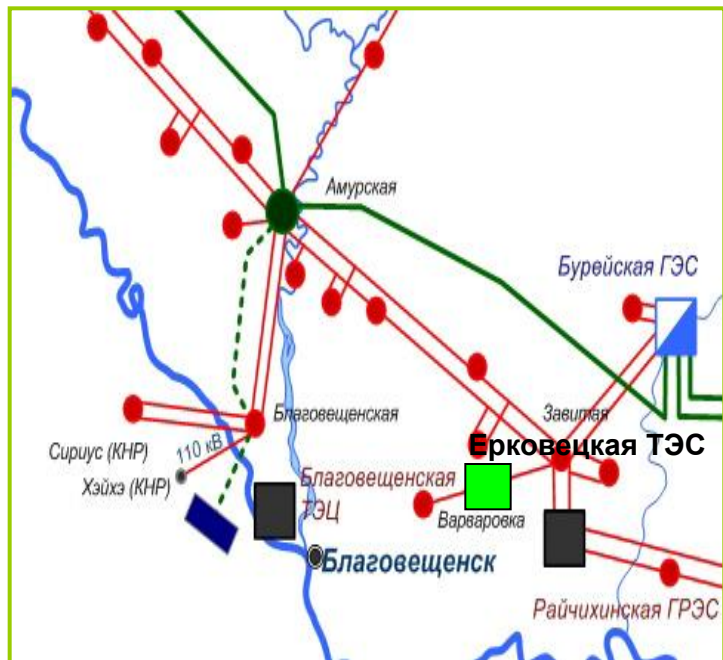 Амурская
Бурейская ГЭС
Благовещенская
Завитая
Сириус (КНР)
110 кВ
Ерковецкая ТЭС
Хэйхэ (КНР)
Благовещенская
ТЭЦ
Варваровка
Благовещенск
Райчихинская ГРЭС